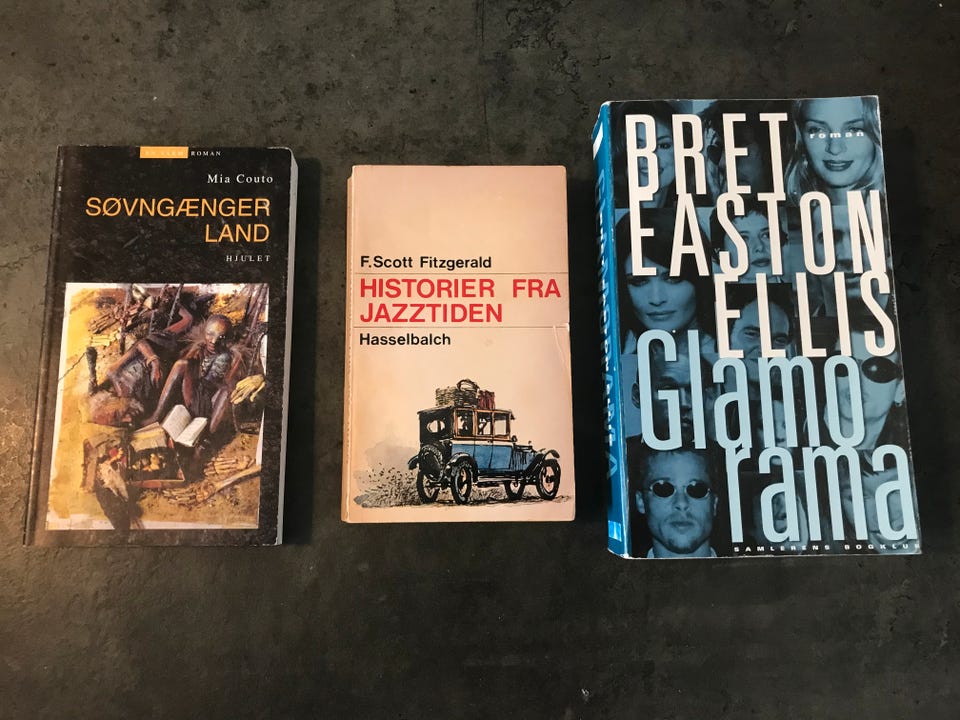 ROMAN
Mia Couto
SØVNGÆNGER
LAND
HJULET
F. Scott Fitzgerald
HISTORIER FRA
JAZZTIDEN
Hasselbalch
BRET
roman
EASTON
ELLIS
Glamo
rama
SAMLERENS BOGKLU